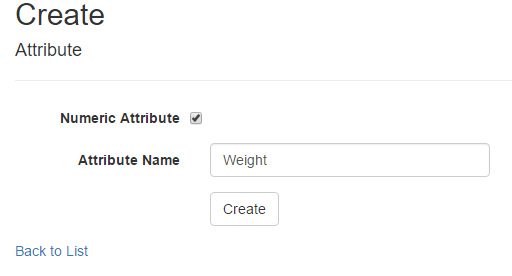 Create
Attribute
Numeric Attribute
Attribute Name Weight
Create
Back to List